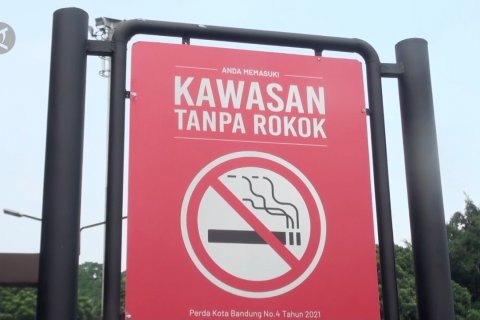 ANDA MEMASUKI
KAWASAN
TANPA ROKOK
Perda Kota Bandung No.4 Tahun 2021